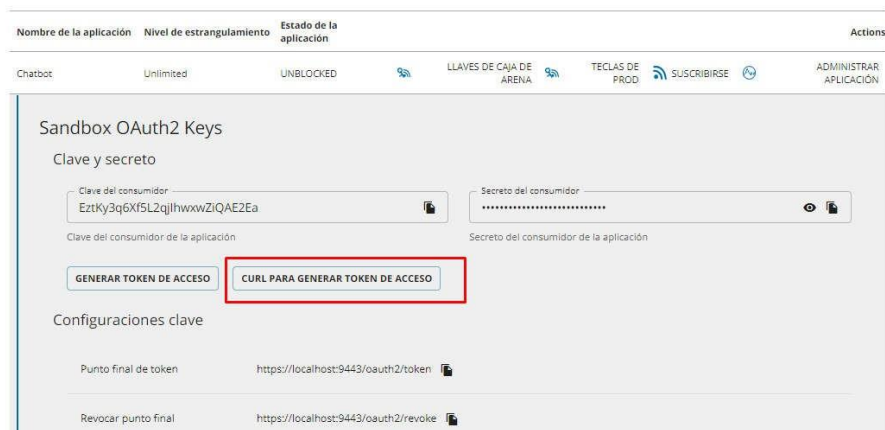 Nombre de la aplicación Nivel de estrangulamiento Estado de la aplicación Actions
Chatbot Unlimited UNBLOCKED LLAVES DE CAJA DE ARENA TECLAS DE PROD SUSCRIBIRSE ADMINISTRAR APLICACIÓN
Sandbox OAuth2 Keys
Clave y secreto
Clave del consumidor Secreto del consumidor
EztKy3q6Xf5L2qjlhwxwZiQAE2Ea ••••••••••••••••••••••••••••
Clave del consumidor de la aplicación Secreto del consumidor de la aplicación
GENERAR TOKEN DE ACCESO CURL PARA GENERAR TOKEN DE ACCESO
Configuraciones clave
Punto final de token https://localhost:9443/oauth2/token
Revocar punto final https://localhost:9443/oauth2/revoke